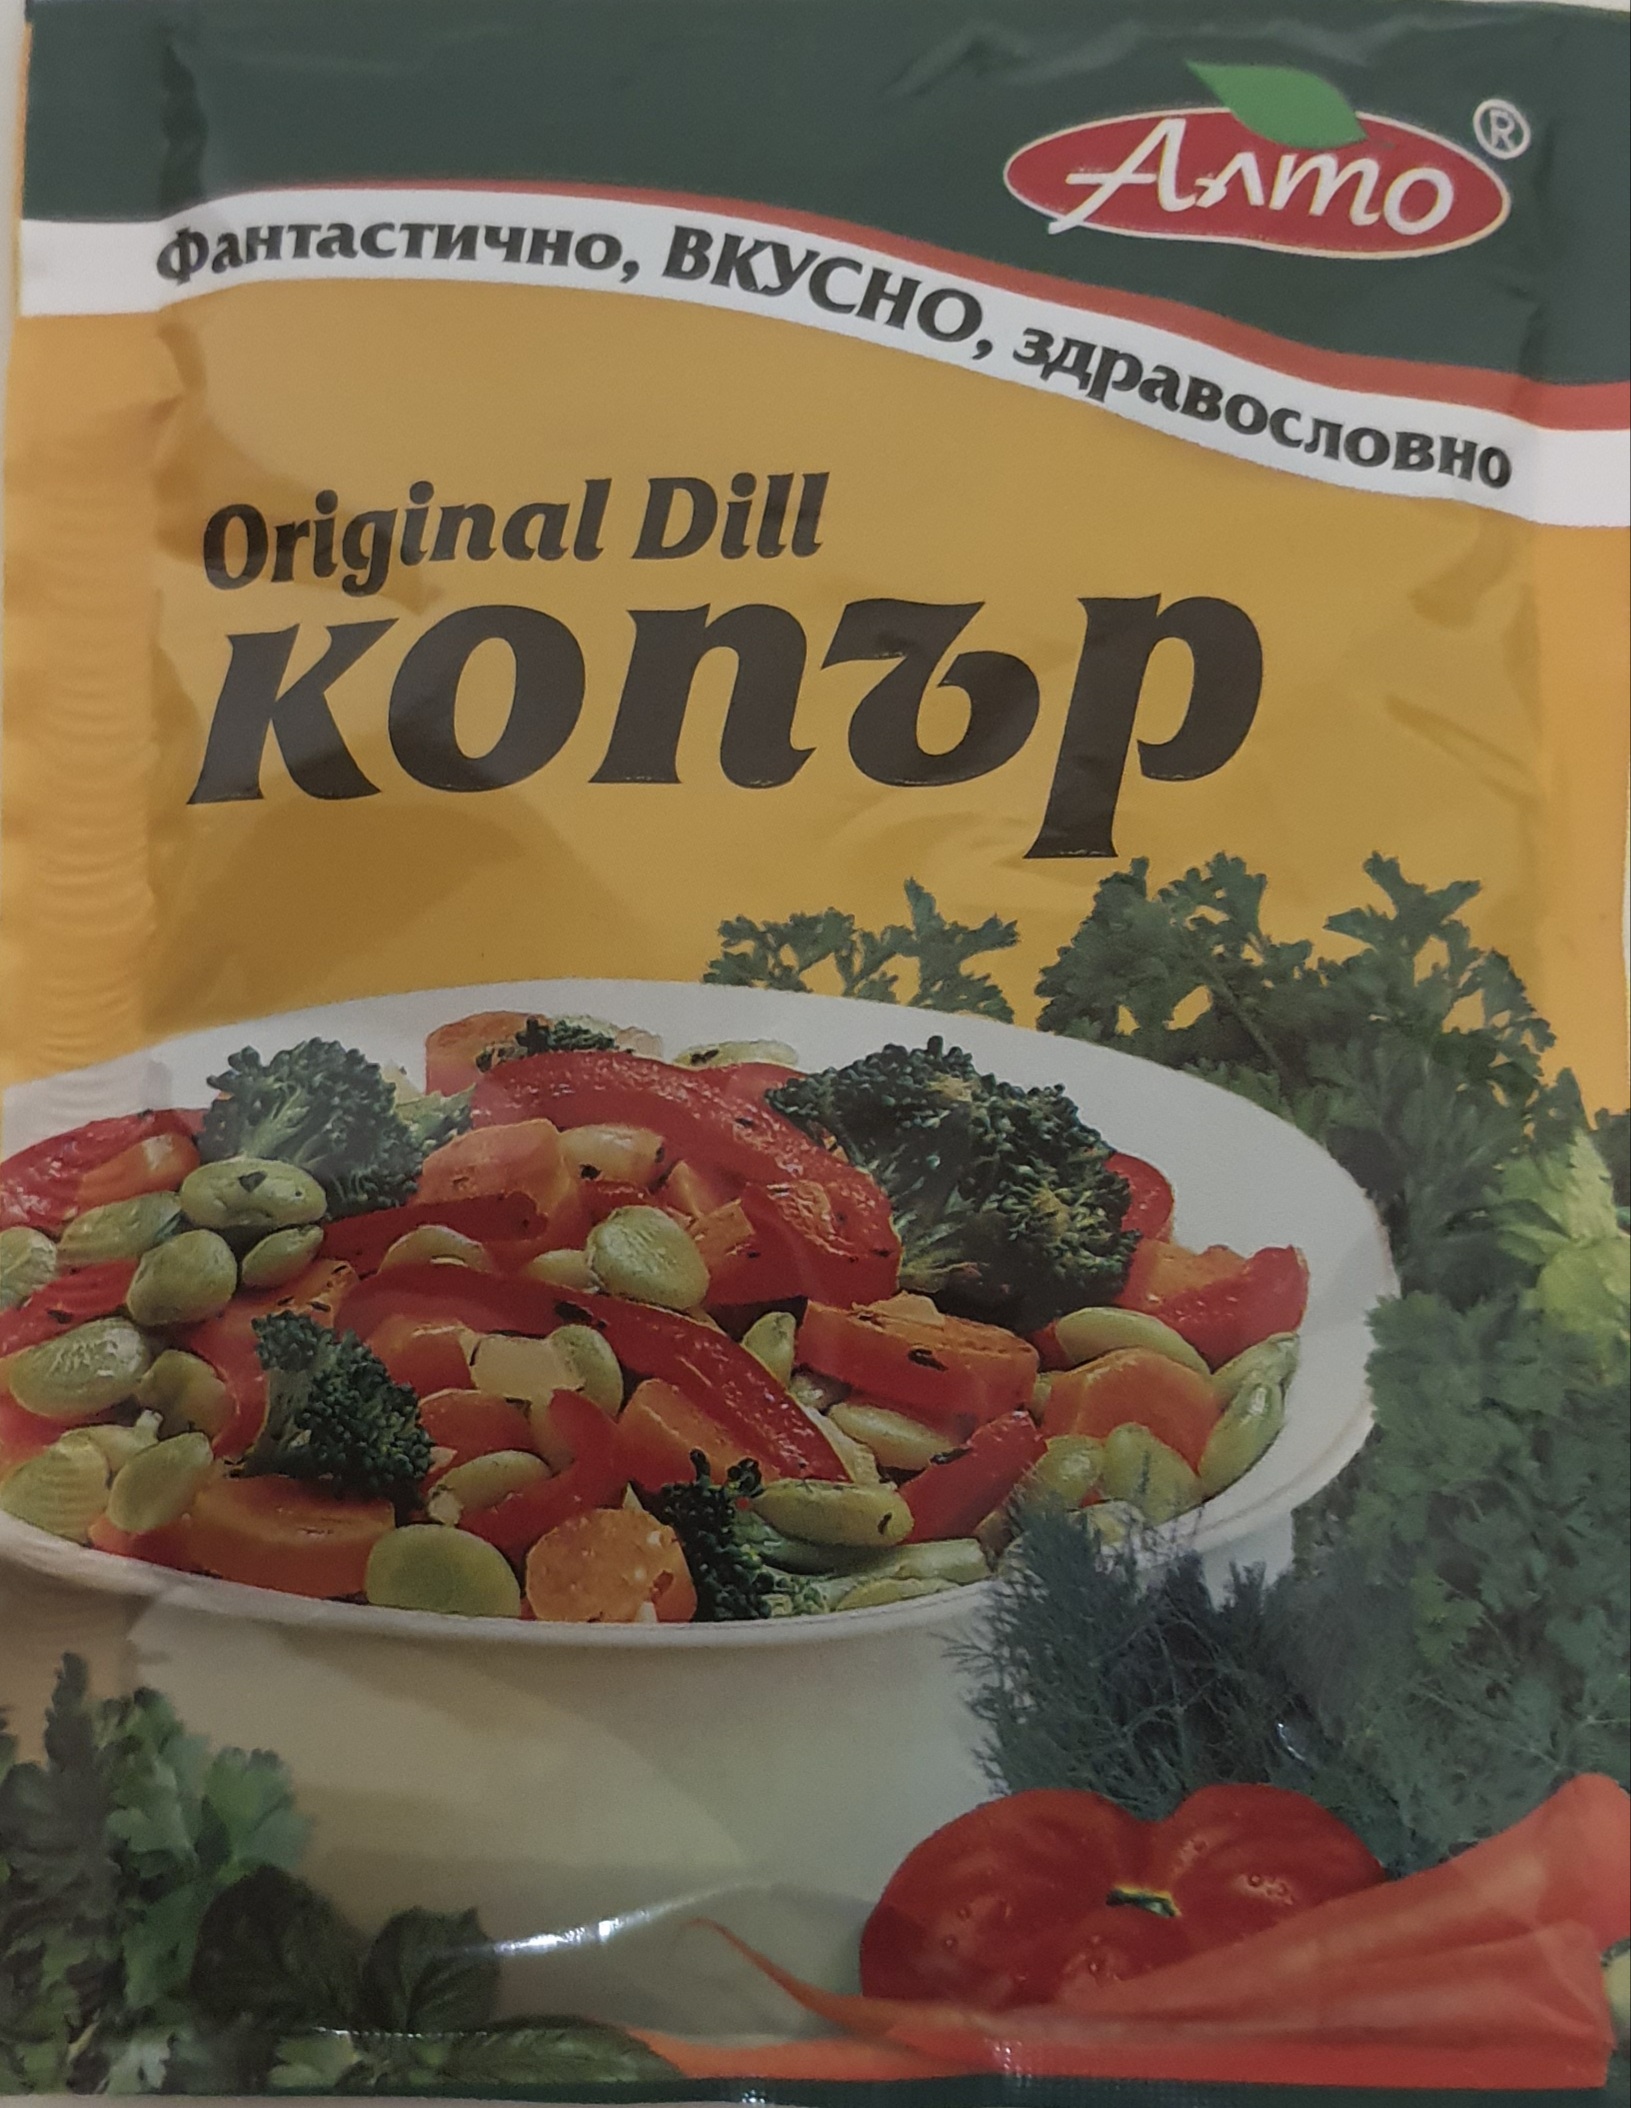 Алто ®
Фантастично, ВКУСНО, здравословно
Original Dill
копър